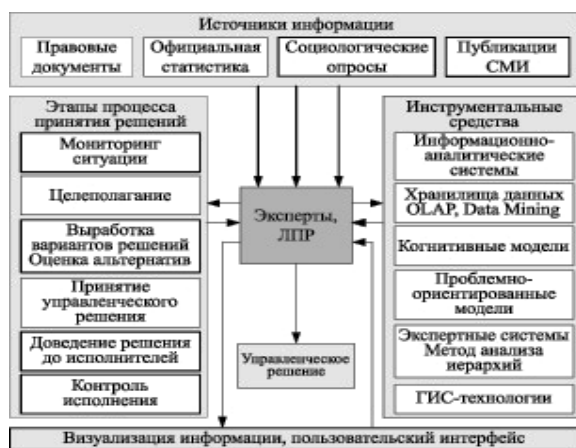 Источники информации
Правовые
документы
Официальная
статистика
Социологические
опросы
Публикации
СМИ
Этапы процесса
принятия решений
Мониторинг
ситуации
Целеполагание
Выработка
вариантов решений
Оценка альтернатив
Принятие
управленческого
решения
Доведение решения
до исполнителей
Контроль
исполнения
Эксперты,
ЛПР
Управленческое
решение
Инструментальные
средства
Информационно-
аналитические
системы
Хранилища данных
OLAP, Data Mining
Когнитивные модели
Проблемно-
ориентированные
модели
Экспертные системы
Метод анализа
иерархий
ГИС-технологии
Визуализация информации, пользовательский интерфейс